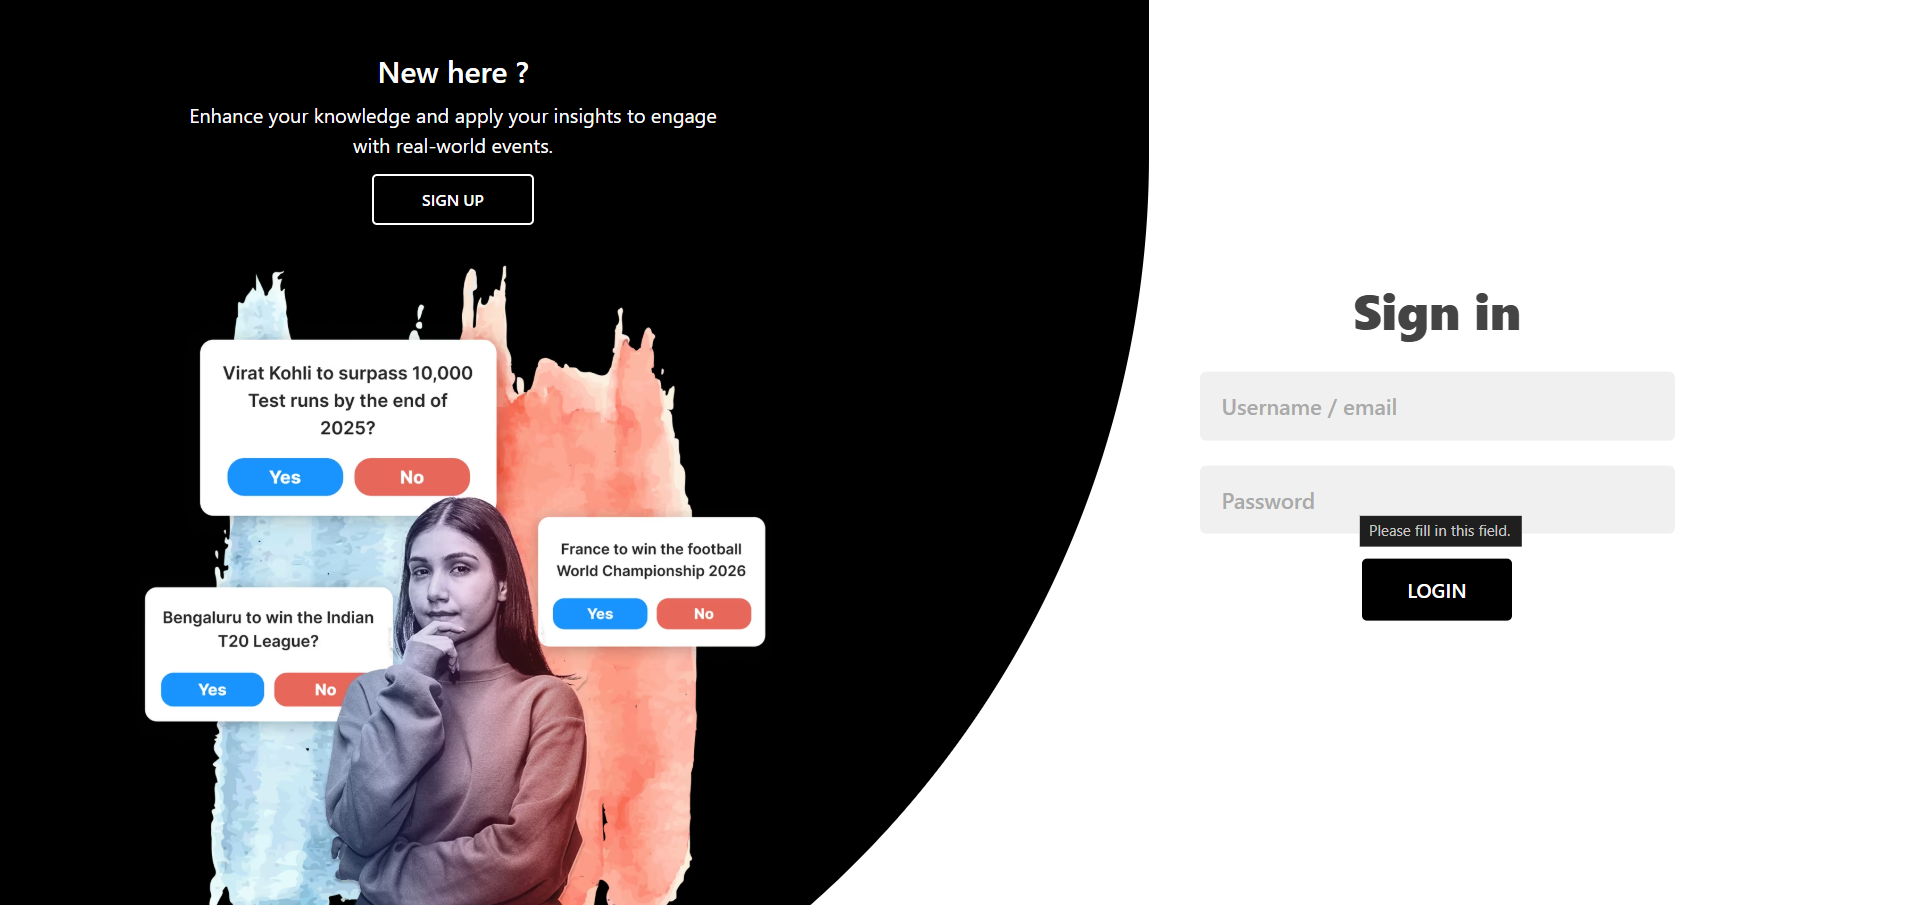 New here ?
Enhance your knowledge and apply your insights to engage
with real-world events.
SIGN UP
Virat Kohli to surpass 10,000
Test runs by the end of
2025?
Yes
No
France to win the football
World Championship 2026
Yes
No
Bengaluru to win the Indian
T20 League?
Yes
No
Sign in
Username / email
Password
Please fill in this field.
LOGIN